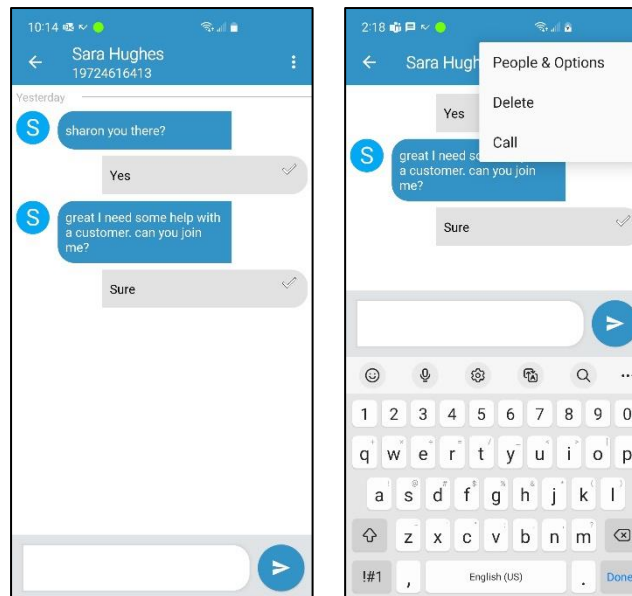 10:14
Sara Hughes
19724616413
Yesterday
S
sharon you there?
Yes
S
great I need some help with
a customer. can you join
me?
Sure
2:18
Sara Hugh
People & Options
Delete
Call
Yes
S
great I need so
a customer. can you join
me?
Sure
1 2 3 4 5 6 7 8 9 0
q w e r t y u i o p
a s d f g h j k l
z x c v b n m
!#1 , English (US) . Done